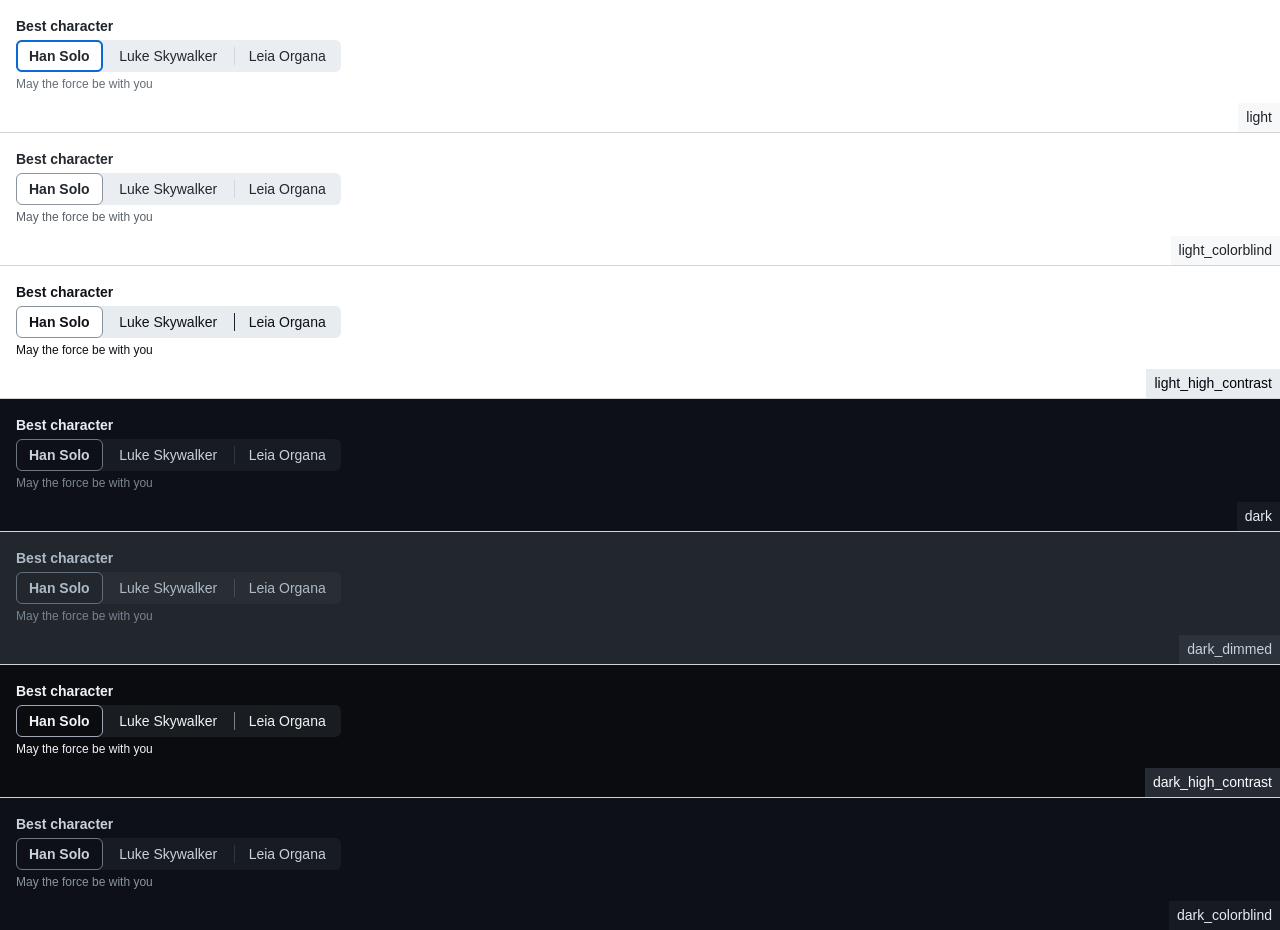 Best character
Han Solo Luke Skywalker Leia Organa
May the force be with you
light
Best character
Han Solo Luke Skywalker Leia Organa
May the force be with you
light_colorblind
Best character
Han Solo Luke Skywalker Leia Organa
May the force be with you
light_high_contrast
Best character
Han Solo Luke Skywalker Leia Organa
May the force be with you
dark
Best character
Han Solo Luke Skywalker Leia Organa
May the force be with you
dark_dimmed
Best character
Han Solo Luke Skywalker Leia Organa
May the force be with you
dark_high_contrast
Best character
Han Solo Luke Skywalker Leia Organa
May the force be with you
dark_colorblind